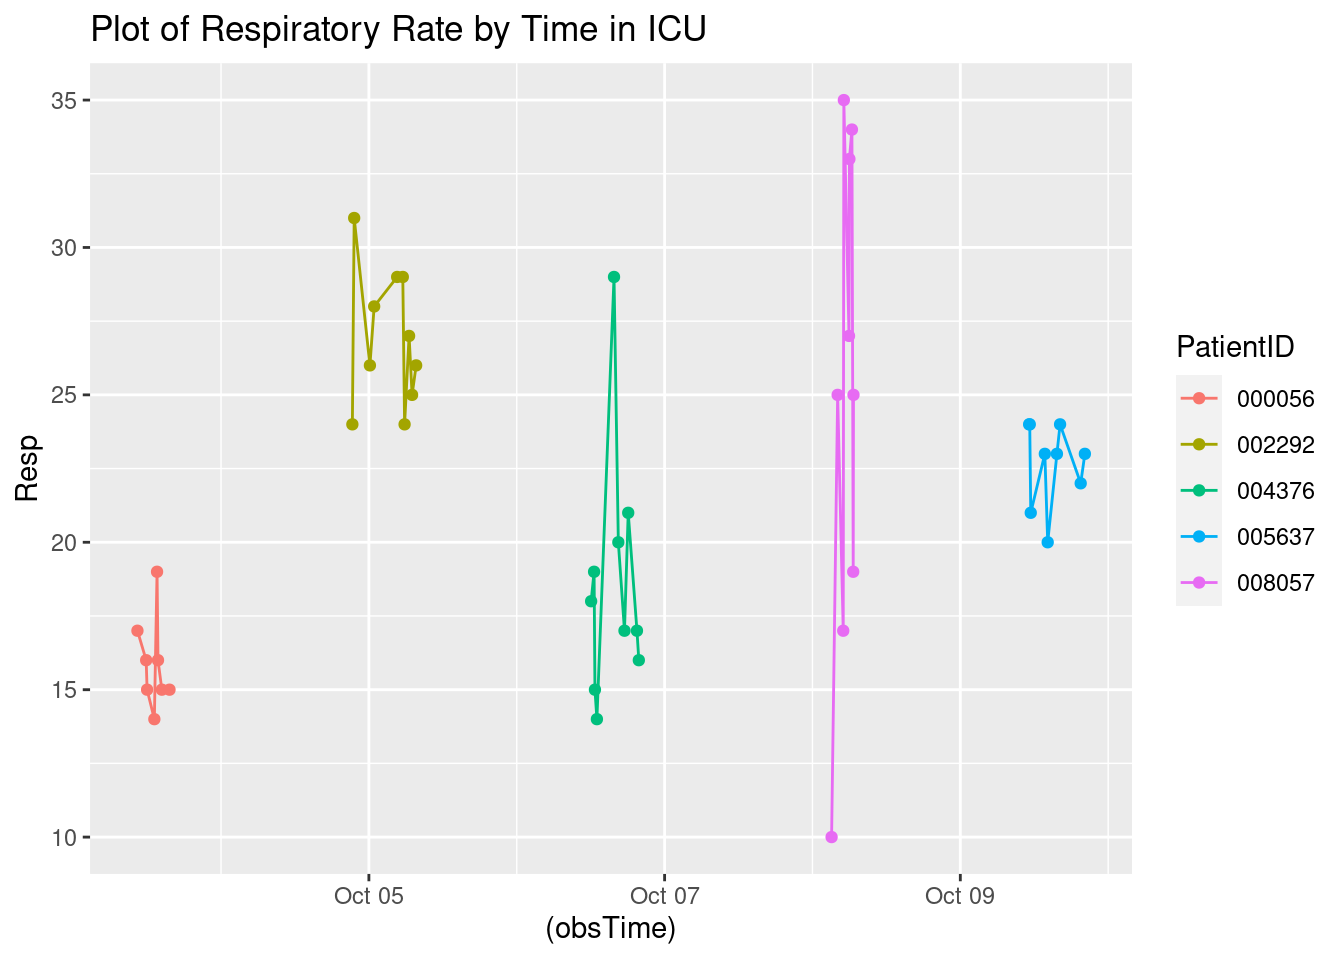 Plot of Respiratory Rate by Time in ICU
35
30
25
20
15
10
Resp
Oct 05
Oct 07
Oct 09
(obsTime)
PatientID
000056
002292
004376
005637
008057